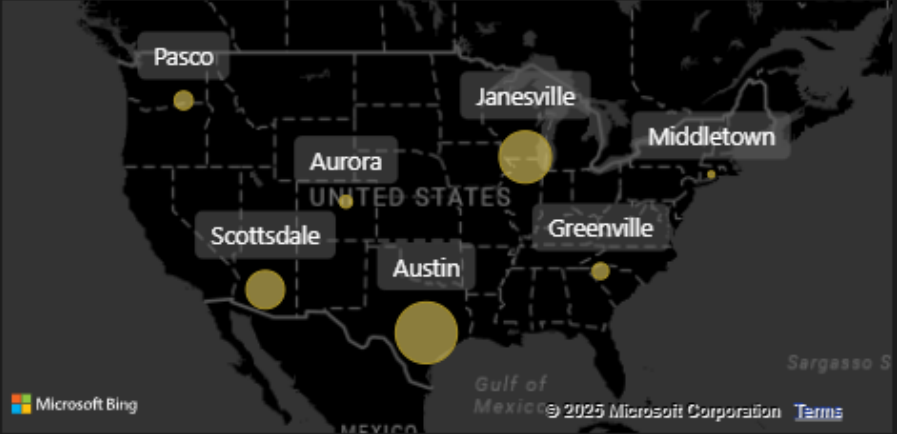 Pasco
Janesville
Middletown
Aurora
UNITED STATES
Scottsdale
Greenville
Austin
Sargasso S
Gulf of
Mexico
Microsoft Bing
© 2025 Microsoft Corporation Terms
MEXICO